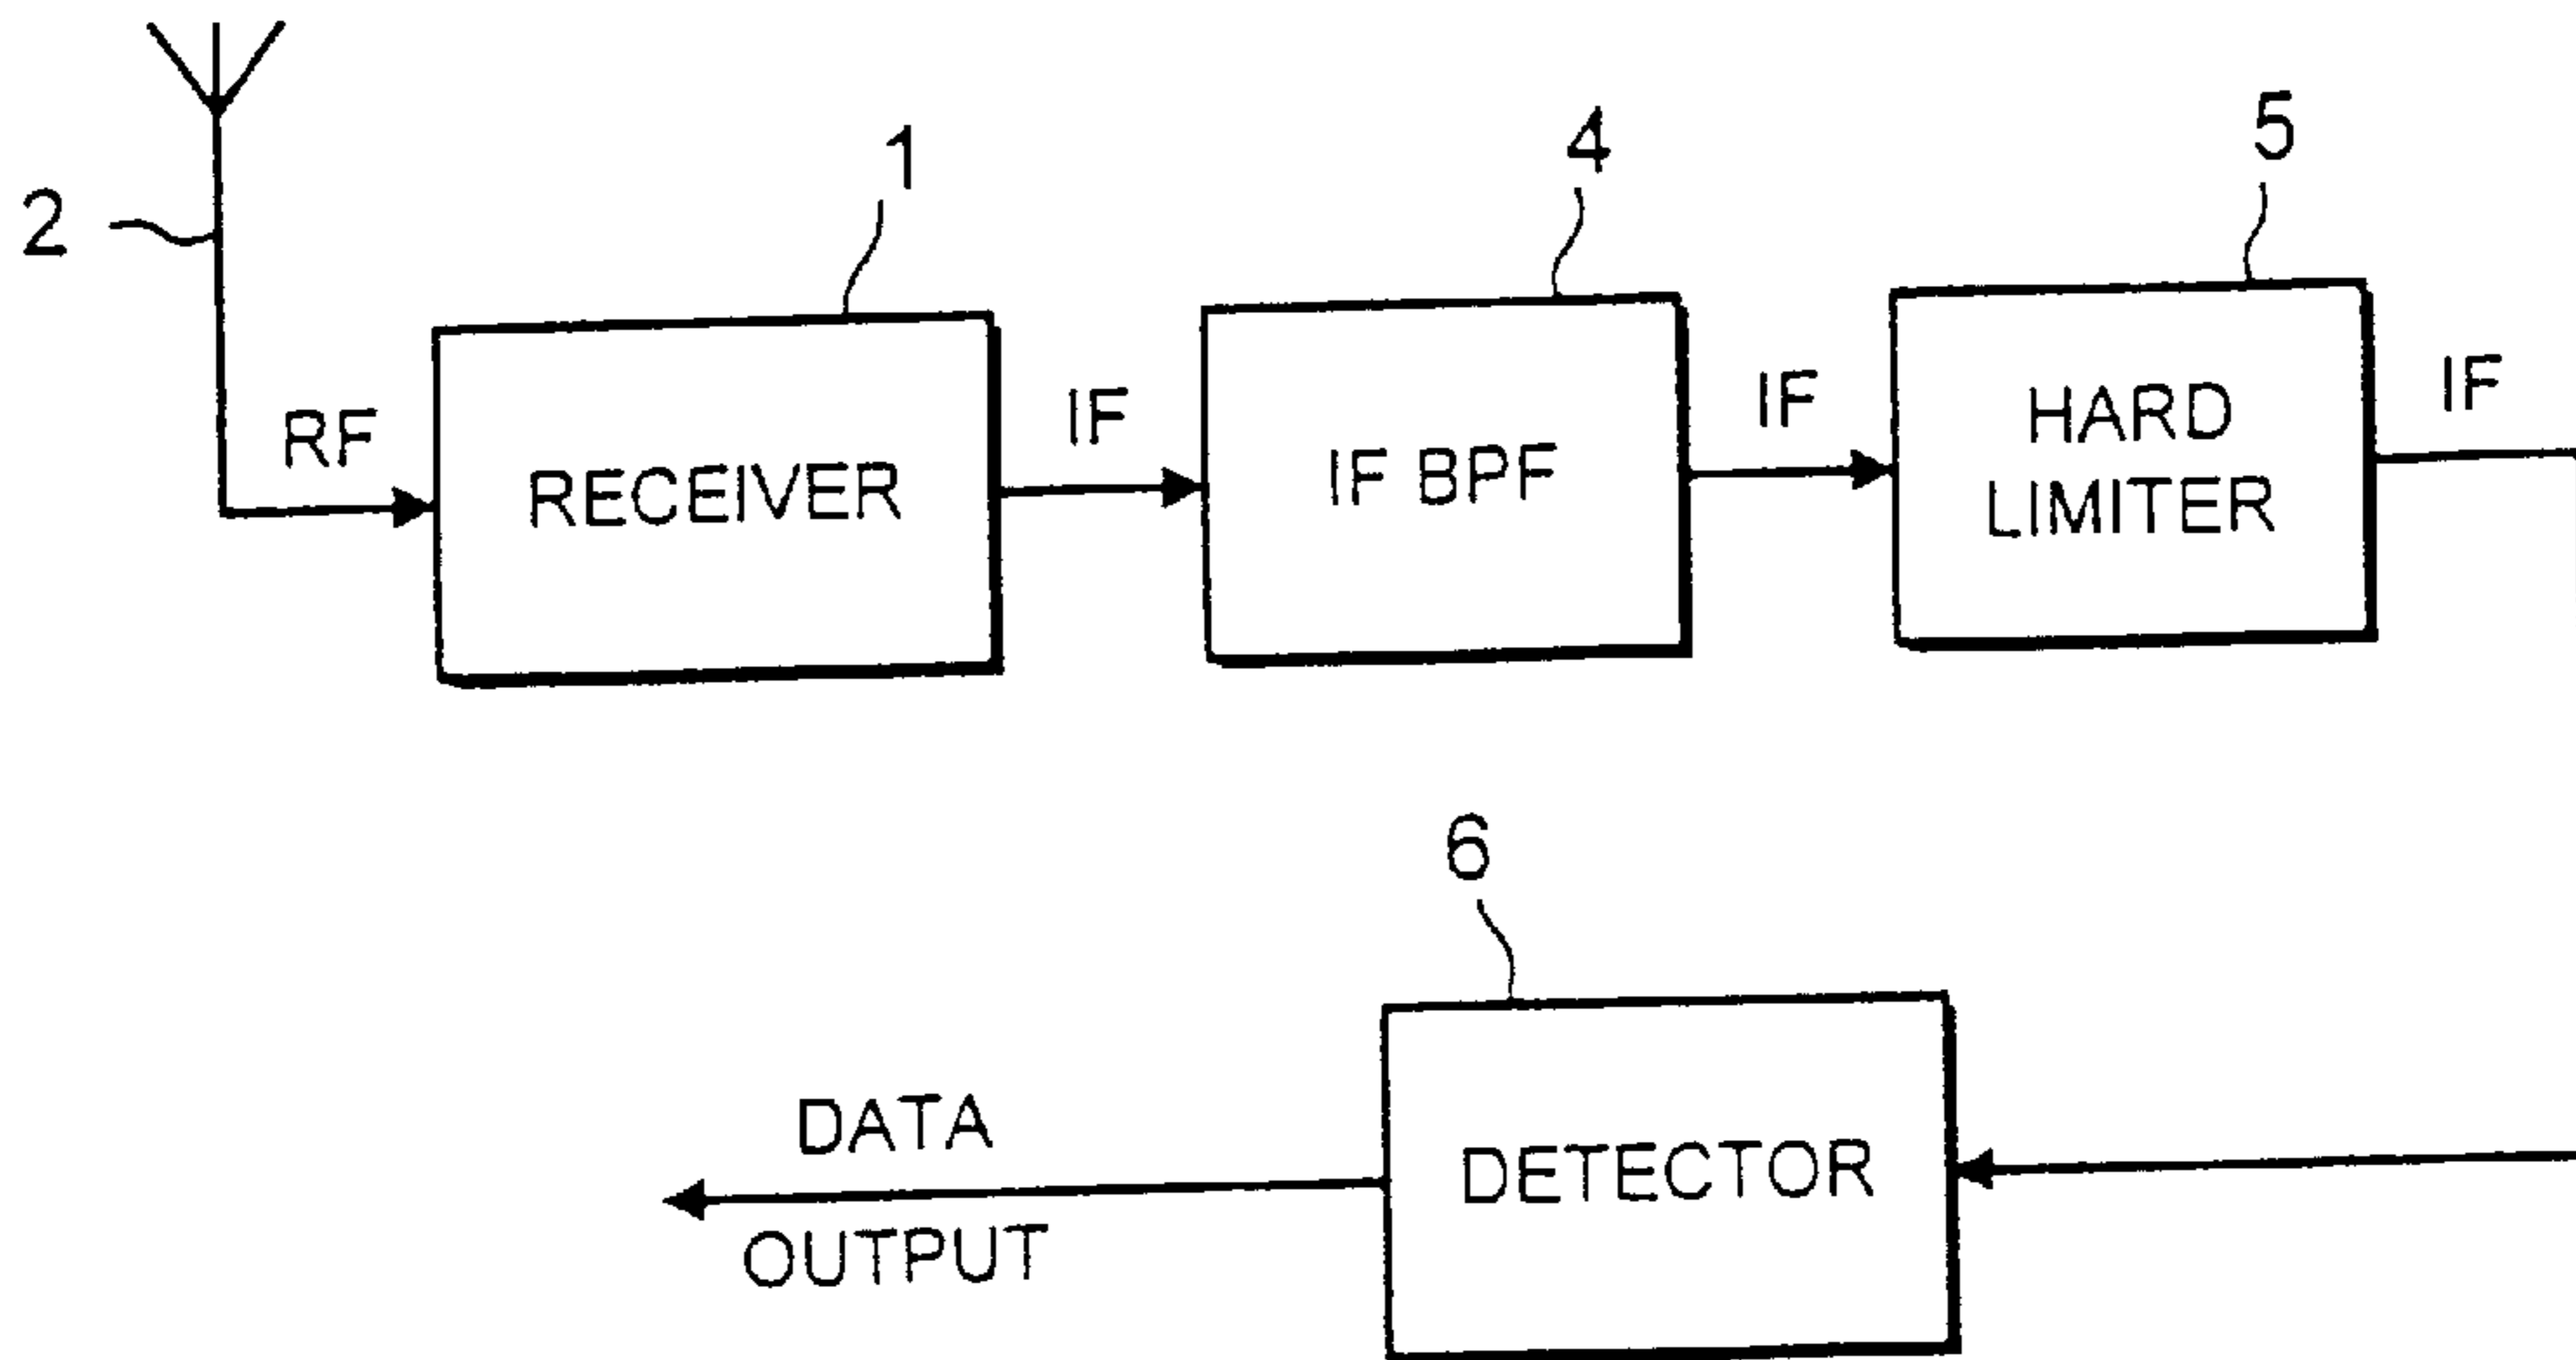 2
1
4
5
RF
RECEIVER
IF
IF BPF
IF
HARD
LIMITER
IF
6
DATA
OUTPUT
DETECTOR